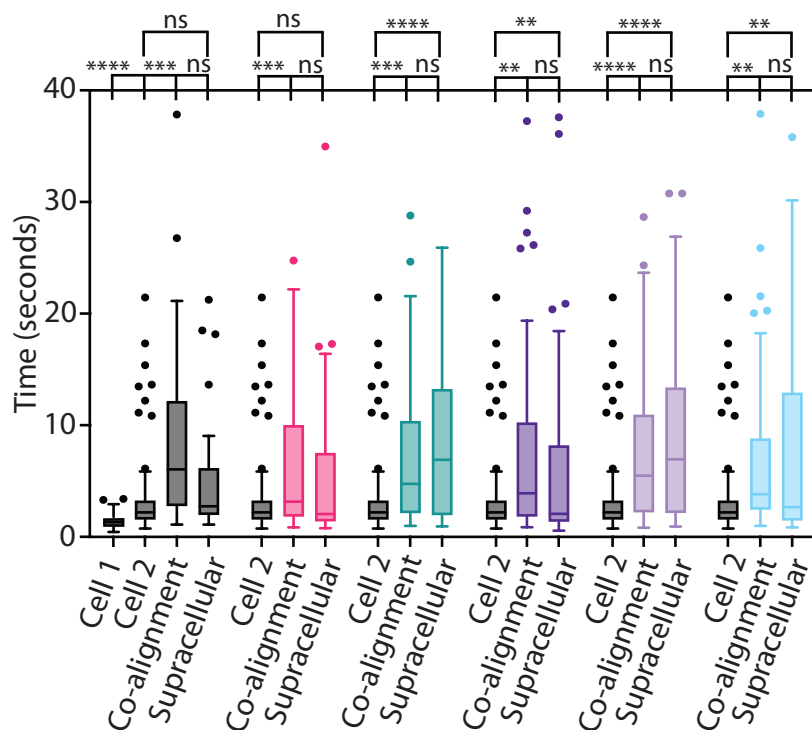 ns ns **** ** **** **
**** *** ns *** ns *** ns ** ns **** ns ** ns
40
30
20
10
0
Time (seconds)
Cell 1
Cell 2
Co-alignment
Supracellular
Cell 2
Co-alignment
Supracellular
Cell 2
Co-alignment
Supracellular
Cell 2
Co-alignment
Supracellular
Cell 2
Co-alignment
Supracellular
Cell 2
Co-alignment
Supracellular